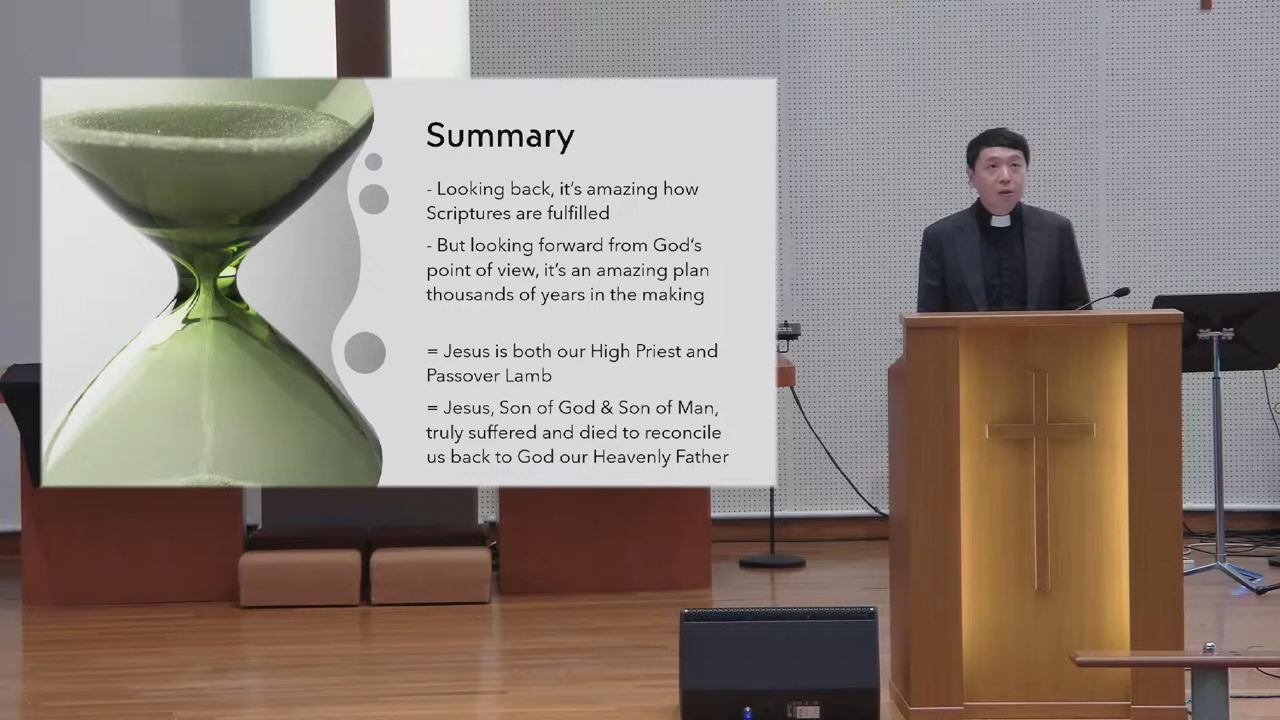 Summary
- Looking back, it's amazing how
Scriptures are fulfilled
- But looking forward from God's
point of view, it's an amazing plan
thousands of years in the making
= Jesus is both our High Priest and
Passover Lamb
= Jesus, Son of God & Son of Man,
truly suffered and died to reconcile
us back to God our Heavenly Father